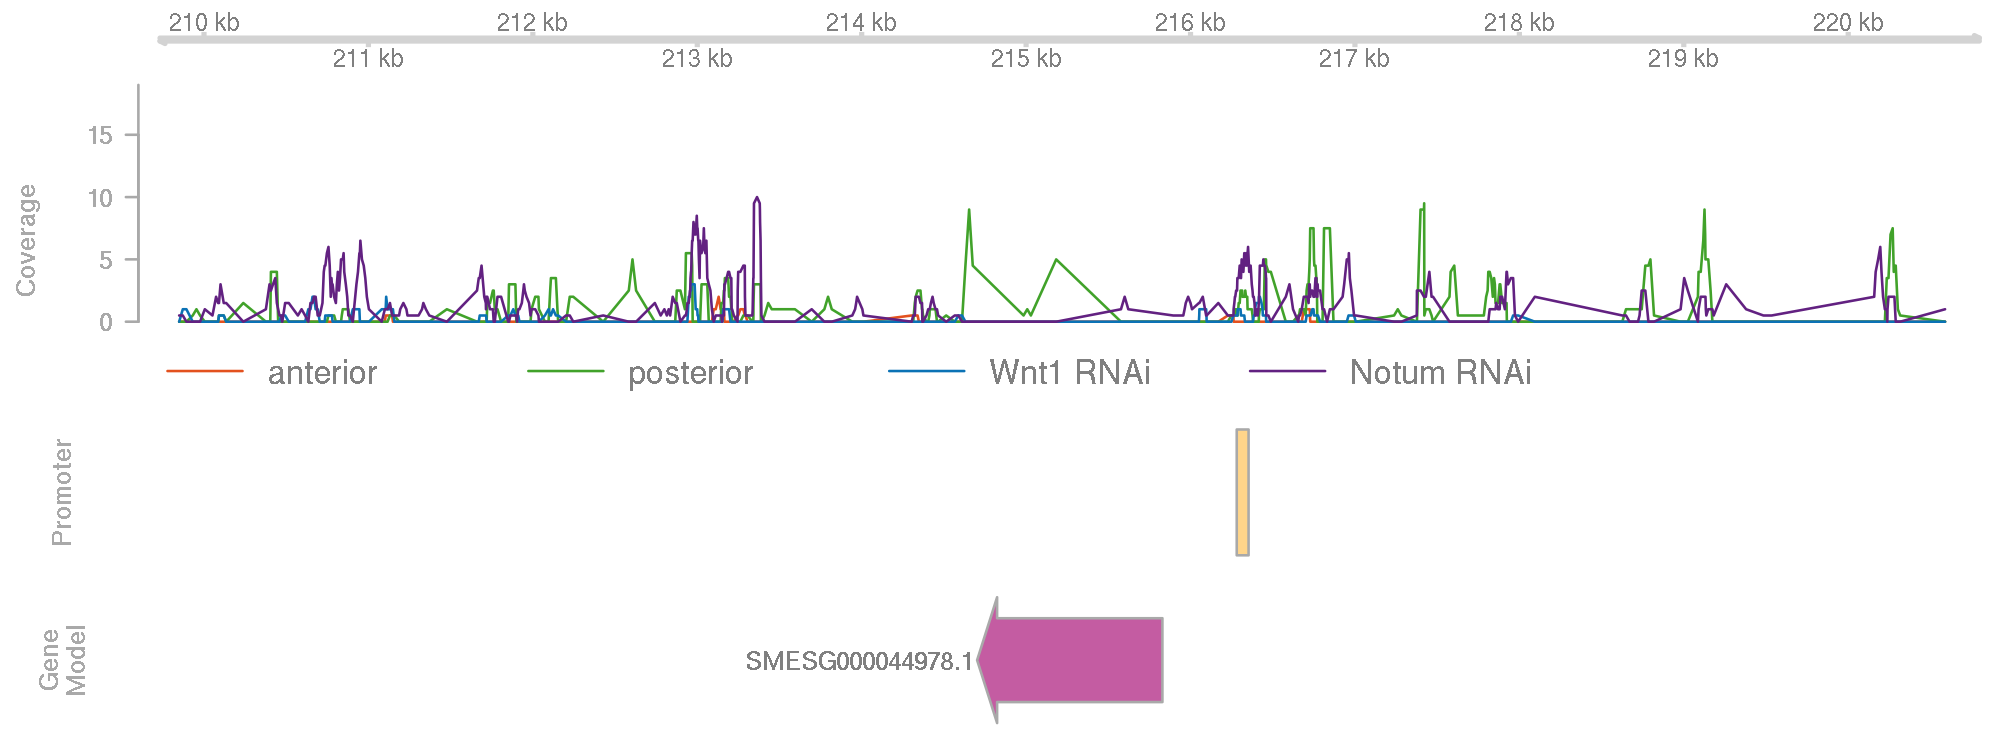 210 kb 212 kb 214 kb 216 kb 218 kb 220 kb
211 kb 213 kb 215 kb 217 kb 219 kb
Coverage
15
10
5
0
anterior posterior Wnt1 RNAi Notum RNAi
Promoter
Gene
Model
SMESG000044978.1